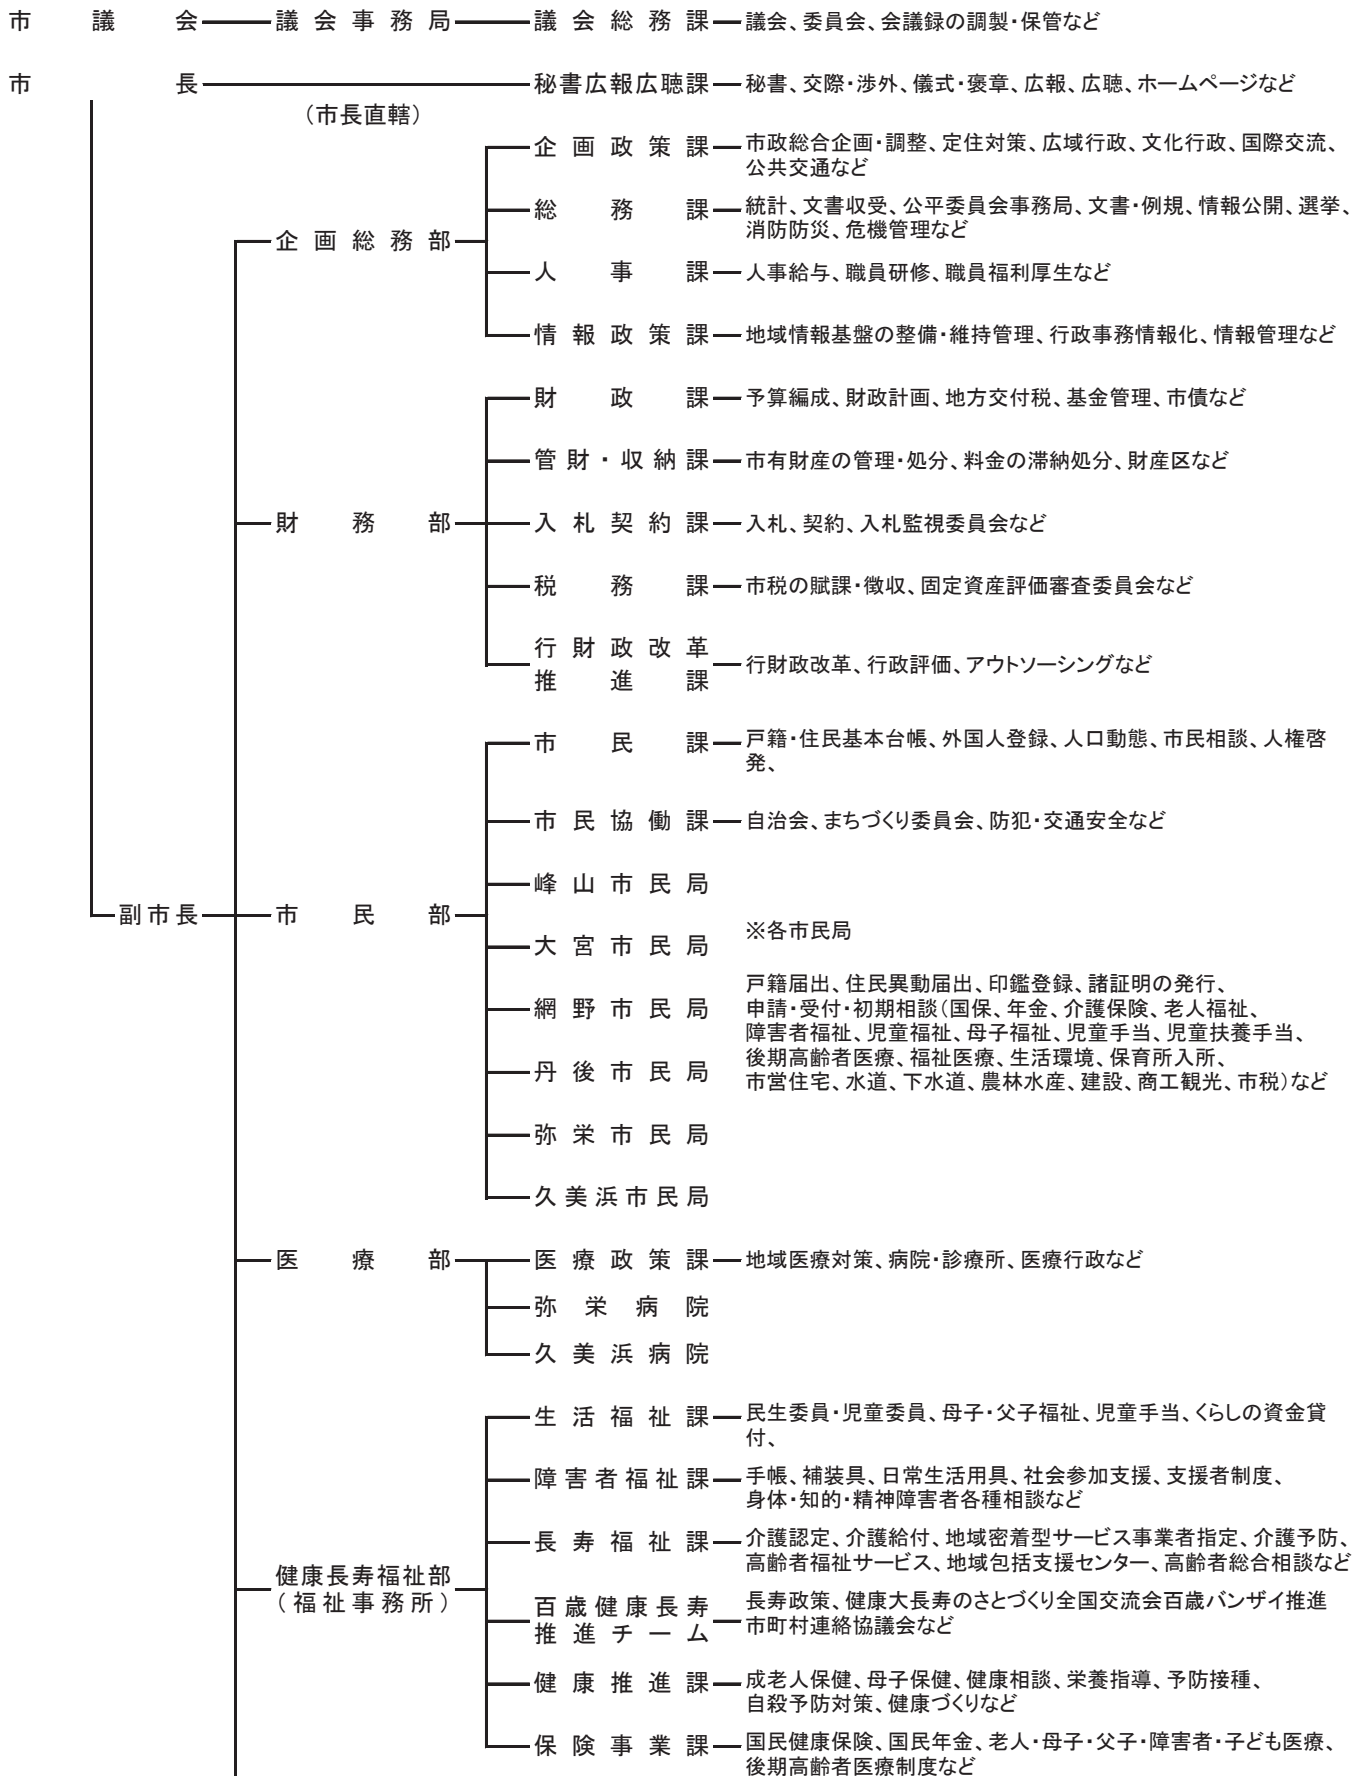 市議会 議会事務局 議会総務課 議会、委員会、会議録の調製・保管など
市長 秘書広報広聴課 秘書、交際・渉外、儀式・褒章、広報、広聴、ホームページなど
（市長直轄）
企画政策課 市政総合企画・調整、定住対策、広域行政、文化行政、国際交流、
公共交通など
総務課 統計、文書収受、公平委員会事務局、文書・例規、情報公開、選挙、
消防防災、危機管理など
企画総務部
人事課 人事給与、職員研修、職員福利厚生など
情報政策課 地域情報基盤の整備・維持管理、行政事務情報化、情報管理など
財政課 予算編成、財政計画、地方交付税、基金管理、市債など
管財・収納課 市有財産の管理・処分、料金の滞納処分、財産区など
財務部 入札契約課 入札、契約、入札監視委員会など
税務課 市税の賦課・徴収、固定資産評価審査委員会など
行財政改革
推進課 行財政改革、行政評価、アウトソーシングなど
市民課 戸籍・住民基本台帳、外国人登録、人口動態、市民相談、人権啓
発、
市民協働課 自治会、まちづくり委員会、防犯・交通安全など
峰山市民局
副市長 市民部
※各市民局
大宮市民局
戸籍届出、住民異動届出、印鑑登録、諸証明の発行、
網野市民局 申請・受付・初期相談（国保、年金、介護保険、老人福祉、
障害者福祉、児童福祉、母子福祉、児童手当、児童扶養手当、
後期高齢者医療、福祉医療、生活環境、保育所入所、
丹後市民局 市営住宅、水道、下水道、農林水産、建設、商工観光、市税）など
弥栄市民局
久美浜市民局
医療部 医療政策課 地域医療対策、病院・診療所、医療行政など
弥栄病院
久美浜病院
生活福祉課 民生委員・児童委員、母子・父子福祉、児童手当、くらしの資金貸
付、
障害者福祉課 手帳、補装具、日常生活用具、社会参加支援、支援者制度、
身体・知的・精神障害者各種相談など
長寿福祉課 介護認定、介護給付、地域密着型サービス事業者指定、介護予防、
高齢者福祉サービス、地域包括支援センター、高齢者総合相談など
健康長寿福祉部
（福祉事務所）
百歳健康長寿 長寿政策、健康大長寿のさとづくり全国交流会百歳バンザイ推進
推進チーム 市町村連絡協議会など
健康推進課 成老人保健、母子保健、健康相談、栄養指導、予防接種、
自殺予防対策、健康づくりなど
保険事業課 国民健康保険、国民年金、老人・母子・父子・障害者・子ども医療、
後期高齢者医療制度など